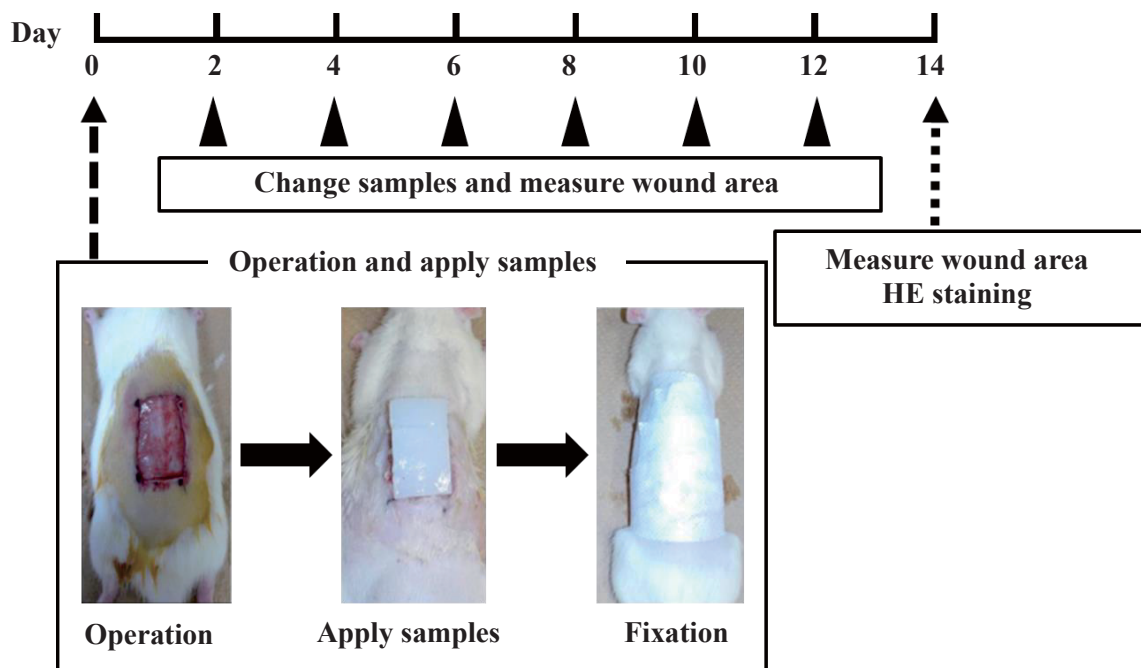 Day
0 2 4 6 8 10 12 14
Change samples and measure wound area
Operation and apply samples
Measure wound area
HE staining
Operation Apply samples Fixation